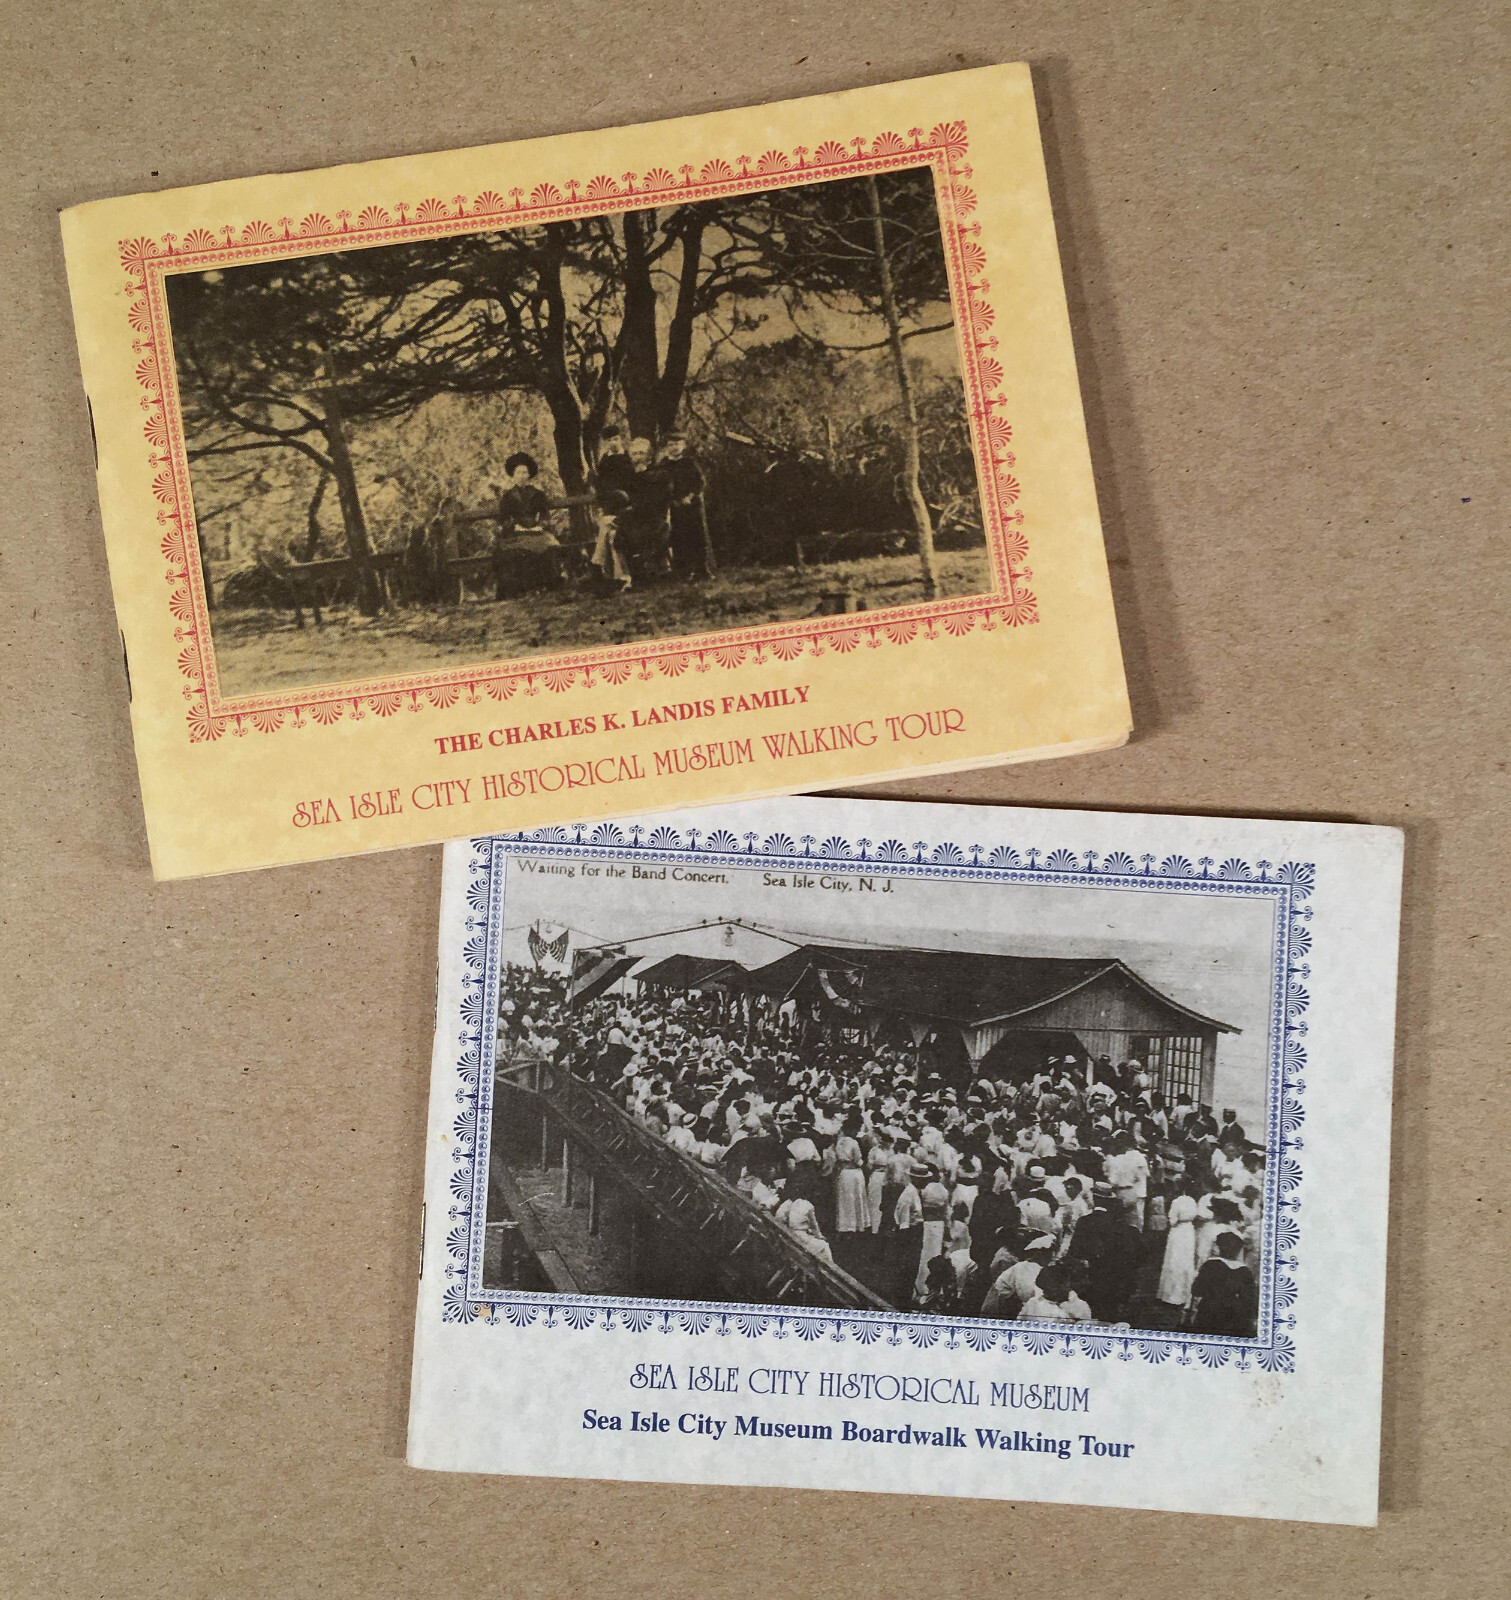 THE CHARLES K. LANDIS FAMILY
SEA ISLE CITY HISTORICAL MUSEUM WALKING TOUR
Waiting for the Band Concert. Sea Isle City, N. J.
SEA ISLE CITY HISTORICAL MUSEUM
Sea Isle City Museum Boardwalk Walking Tour